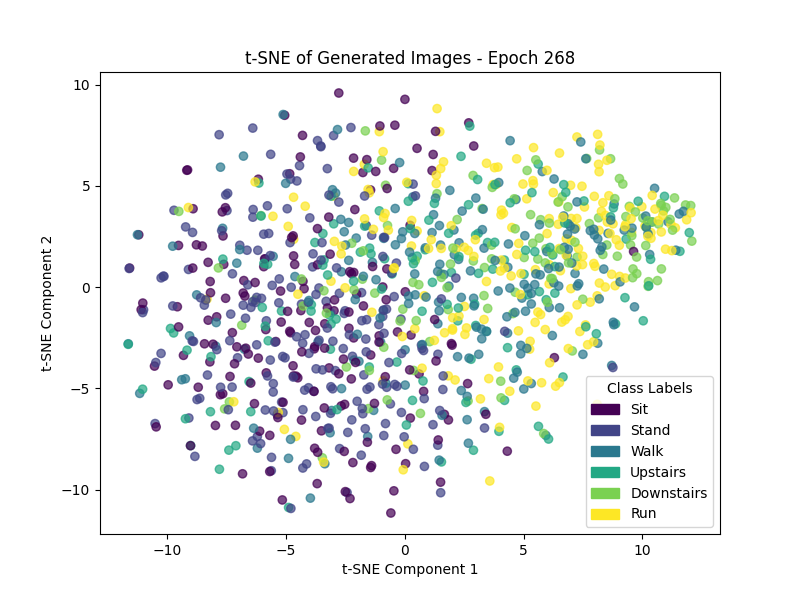 t-SNE of Generated Images - Epoch 268
10
5
0
−5
−10
t-SNE Component 2
Class Labels
Sit
Stand
Walk
Upstairs
Downstairs
Run
−10 −5 0 5 10
t-SNE Component 1